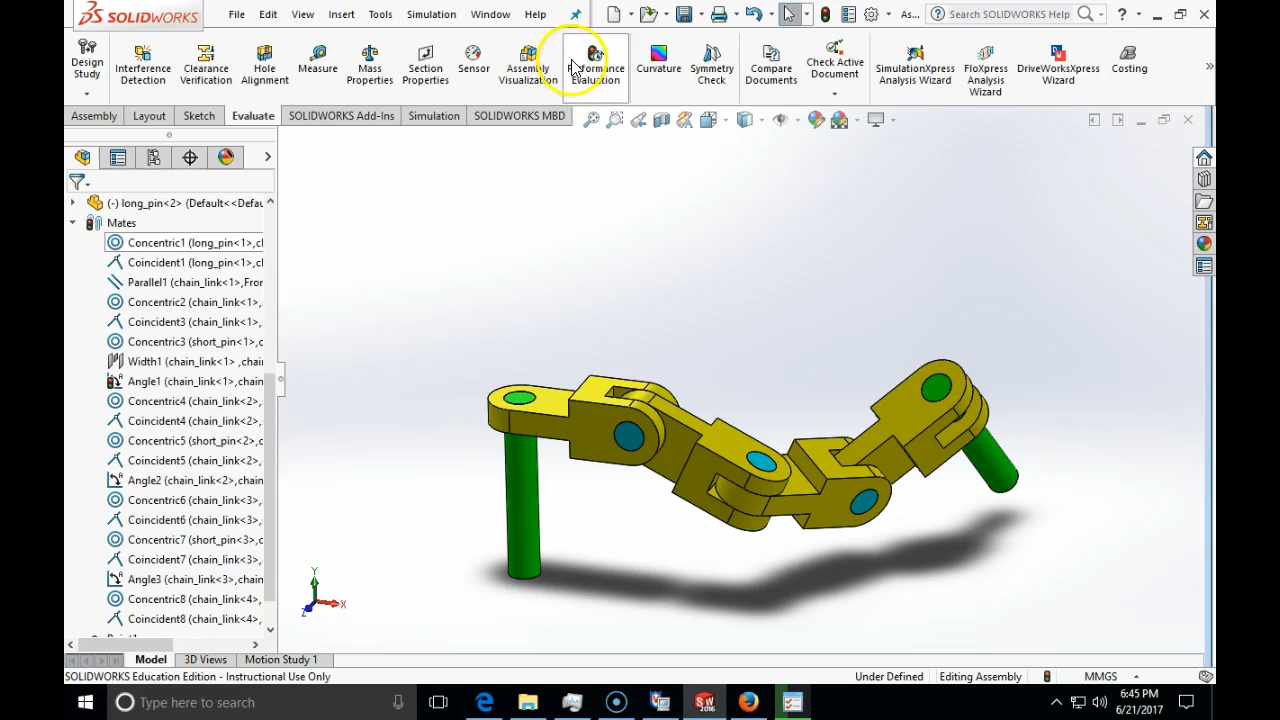 SOLIDWORKS File Edit View Insert Tools Simulation Window Help As... Search SOLIDWORKS Help ?
Design Study
Interference Detection
Clearance Verification
Hole Alignment
Measure
Mass Properties
Section Properties
Sensor
Assembly Visualization
Performance Evaluation
Curvature
Symmetry Check
Compare Documents
Check Active Document
SimulationXpress Analysis Wizard
FloXpress Analysis Wizard
DriveWorksXpress Wizard
Costing
Assembly Layout Sketch Evaluate SOLIDWORKS Add-Ins Simulation SOLIDWORKS MBD
(-) long_pin<2> (Default<<Defau
Mates
Concentric1 (long_pin<1>,cl
Coincident1 (long_pin<1>,cl
Parallel1 (chain_link<1>,Fror
Concentric2 (chain_link<1>,
Coincident3 (chain_link<1>,
Concentric3 (short_pin<1>,c
Width1 (chain_link<1> ,chain
Angle1 (chain_link<1>,chain
Concentric4 (chain_link<2>,
Coincident4 (chain_link<2>,
Concentric5 (short_pin<2>,c
Coincident5 (chain_link<2>,
Angle2 (chain_link<2>,chain
Concentric6 (chain_link<3>,
Coincident6 (chain_link<3>,
Concentric7 (short_pin<3>,c
Coincident7 (chain_link<3>,
Angle3 (chain_link<3>,chain
Concentric8 (chain_link<4>,
Coincident8 (chain_link<4>,
Y
X
Z
Model 3D Views Motion Study 1
SOLIDWORKS Education Edition - Instructional Use Only Under Defined Editing Assembly MMGS
Type here to search
SW
2016
6:45 PM
6/21/2017